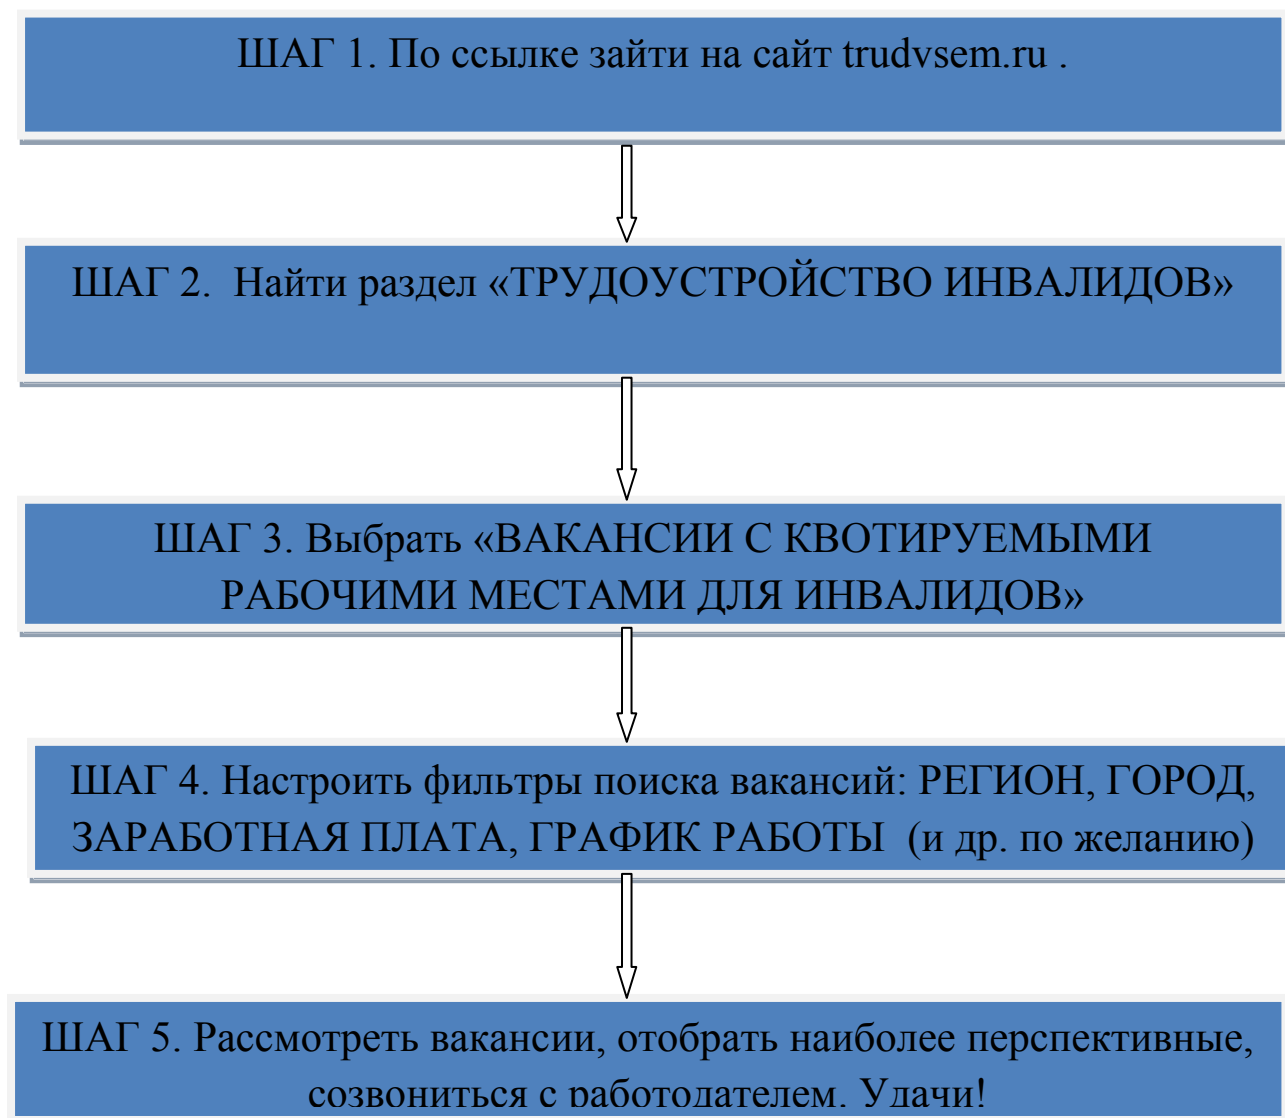 ШАГ 1. По ссылке зайти на сайт trudvsem.ru .
ШАГ 2.  Найти раздел «ТРУДОУСТРОЙСТВО ИНВАЛИДОВ»
ШАГ 3. Выбрать «ВАКАНСИИ С КВОТИРУЕМЫМИ
РАБОЧИМИ МЕСТАМИ ДЛЯ ИНВАЛИДОВ»
ШАГ 4. Настроить фильтры поиска вакансий: РЕГИОН, ГОРОД,
ЗАРАБОТНАЯ ПЛАТА, ГРАФИК РАБОТЫ  (и др. по желанию)
ШАГ 5. Рассмотреть вакансии, отобрать наиболее перспективные,
созвониться с работодателем. Удачи!